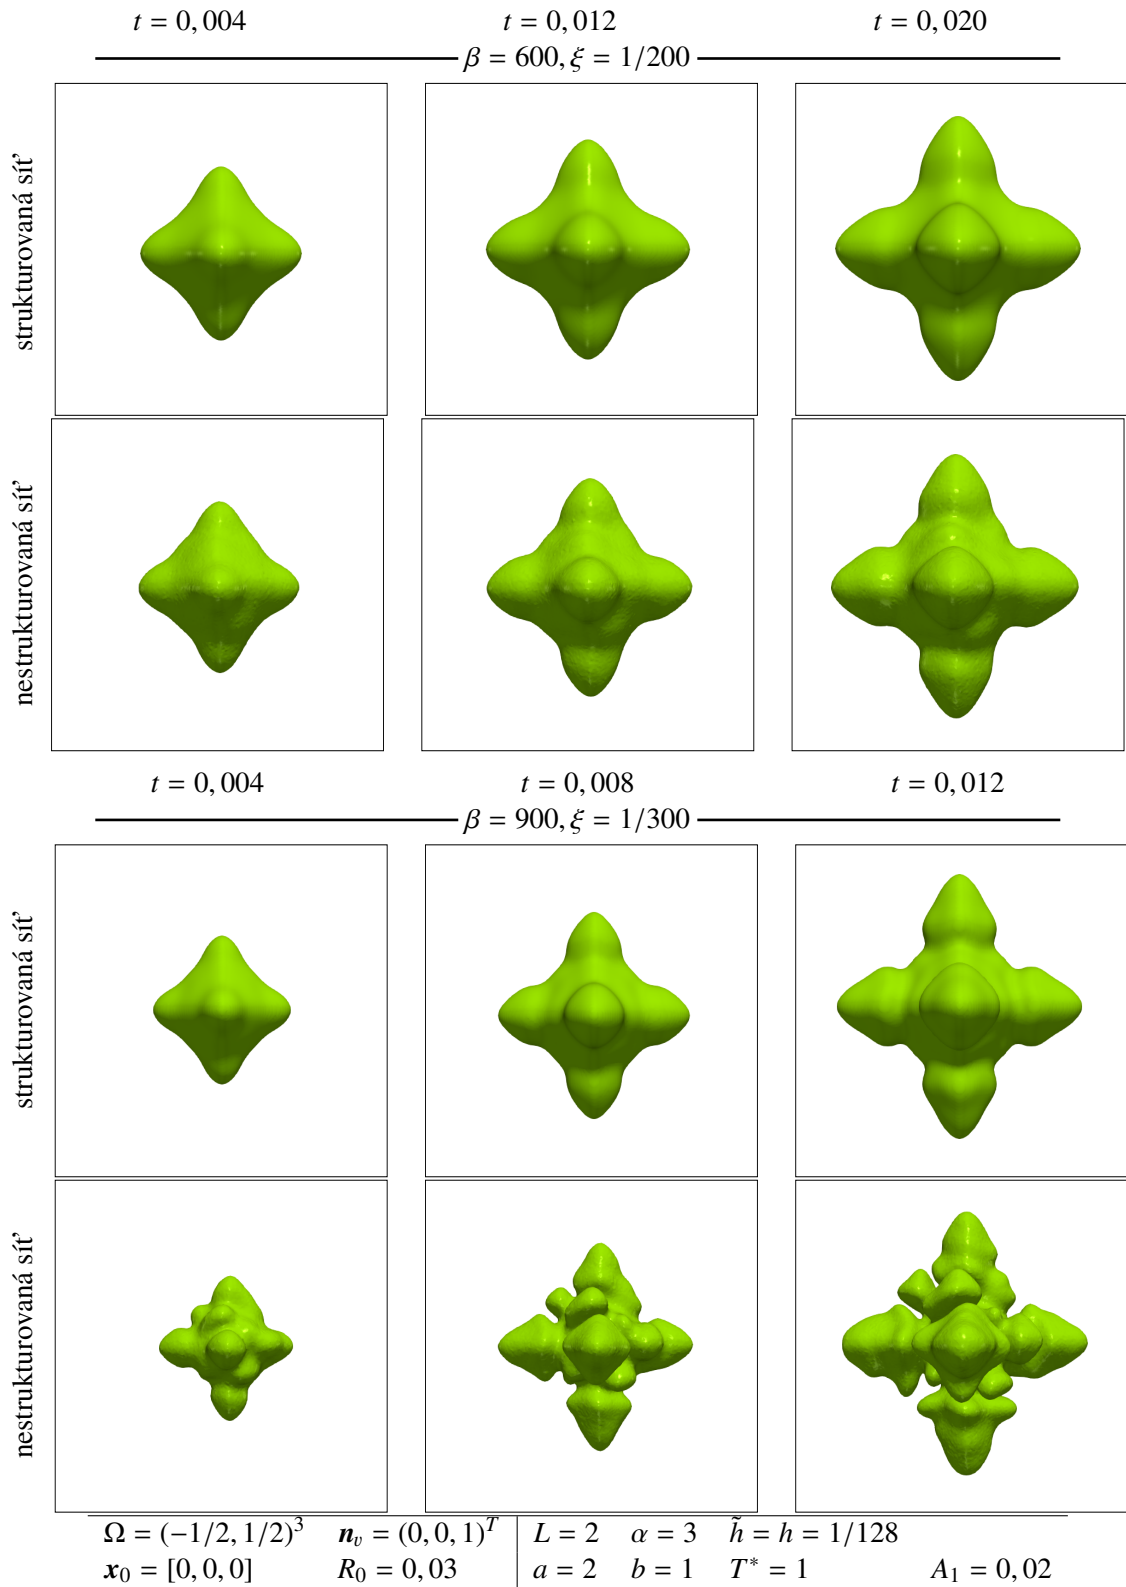 t = 0, 004 t = 0, 012 t = 0, 020
β = 600, ξ = 1/200
strukturovaná síť
nestrukturovaná síť
t = 0, 004 t = 0, 008 t = 0, 012
β = 900, ξ = 1/300
strukturovaná síť
nestrukturovaná síť
Ω = (−1/2, 1/2)³ nᵥ = (0, 0, 1)ᵀ L = 2 α = 3 h̃ = h = 1/128
x₀ = [0, 0, 0] R₀ = 0, 03 a = 2 b = 1 T* = 1 A₁ = 0, 02